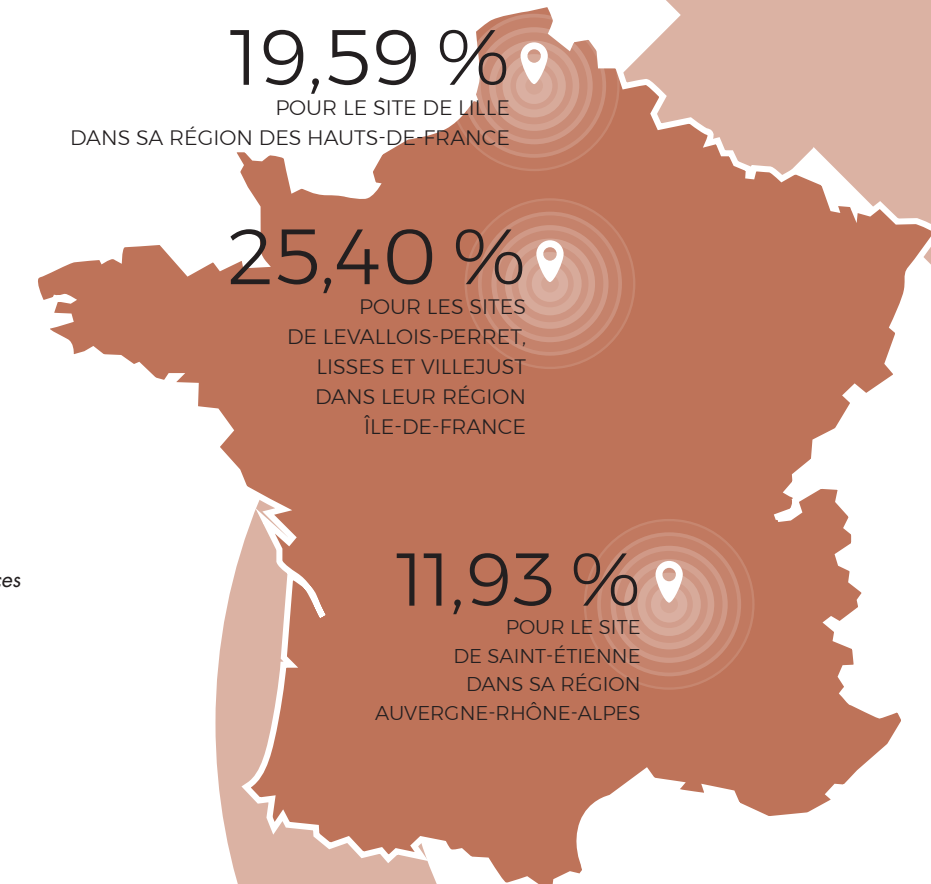 19,59 %
POUR LE SITE DE LILLE
DANS SA RÉGION DES HAUTS-DE-FRANCE
25,40 %
POUR LES SITES
DE LEVALLOIS-PERRET,
LISSES ET VILLEJUST
DANS LEUR RÉGION
ÎLE-DE-FRANCE
11,93 %
POUR LE SITE
DE SAINT-ÉTIENNE
DANS SA RÉGION
AUVERGNE-RHÔNE-ALPES